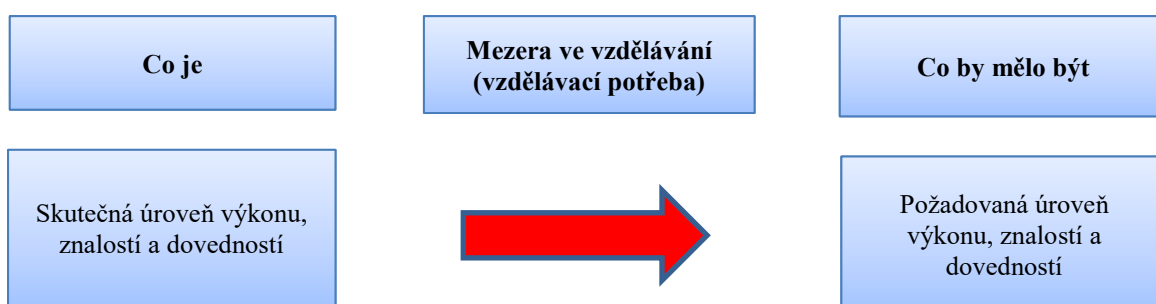 Co je
Mezera ve vzdělávání
(vzdělávací potřeba)
Co by mělo být
Skutečná úroveň výkonu,
znalostí a dovedností
Požadovaná úroveň
výkonu, znalostí a
dovedností